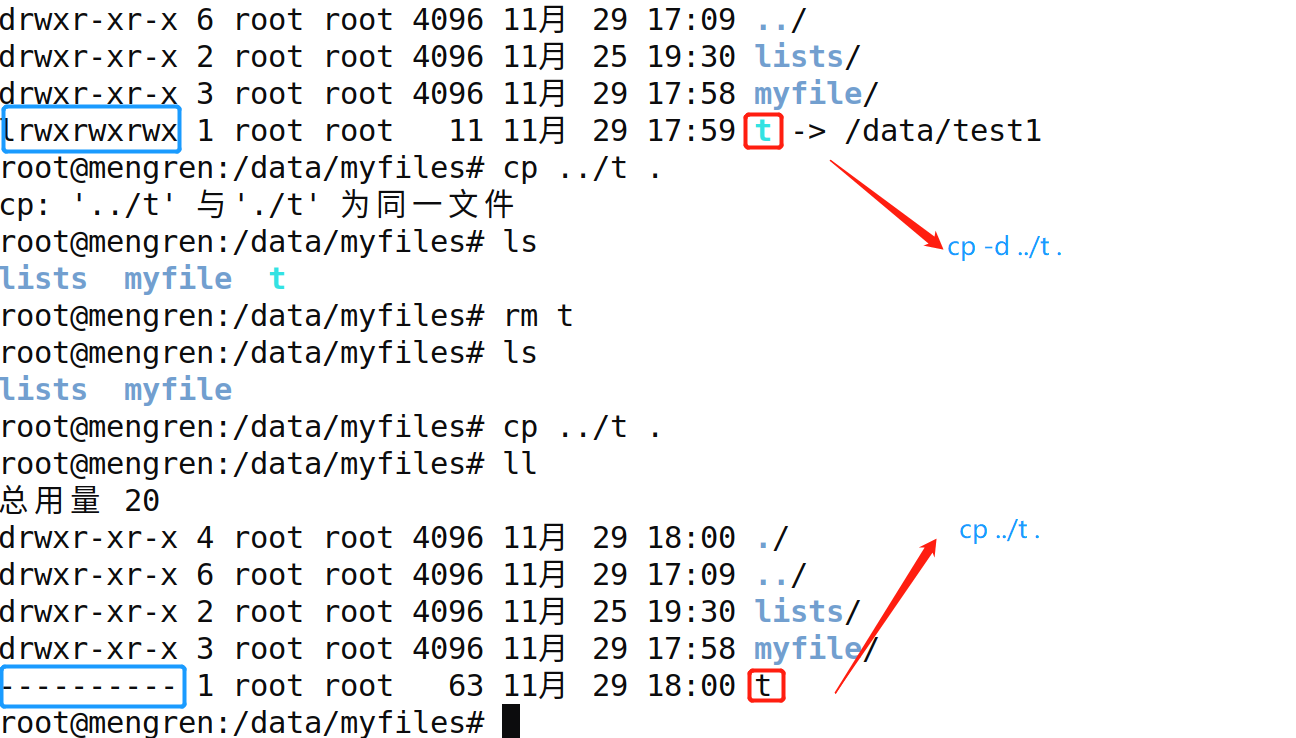 drwxr-xr-x 6 root root 4096 11月 29 17:09 ../
drwxr-xr-x 2 root root 4096 11月 25 19:30 lists/
drwxr-xr-x 3 root root 4096 11月 29 17:58 myfile/
lrwxrwxrwx 1 root root 11 11月 29 17:59 t -> /data/test1
root@mengren:/data/myfiles# cp ../t .
cp: '../t' 与'./t' 为同一文件
root@mengren:/data/myfiles# ls
cp -d ../t .
lists myfile t
root@mengren:/data/myfiles# rm t
root@mengren:/data/myfiles# ls
lists myfile
root@mengren:/data/myfiles# cp ../t .
root@mengren:/data/myfiles# ll
总用量 20
drwxr-xr-x 4 root root 4096 11月 29 18:00 ./
cp ../t .
drwxr-xr-x 6 root root 4096 11月 29 17:09 ../
drwxr-xr-x 2 root root 4096 11月 25 19:30 lists/
drwxr-xr-x 3 root root 4096 11月 29 17:58 myfile/
---------- 1 root root 63 11月 29 18:00 t
root@mengren:/data/myfiles#